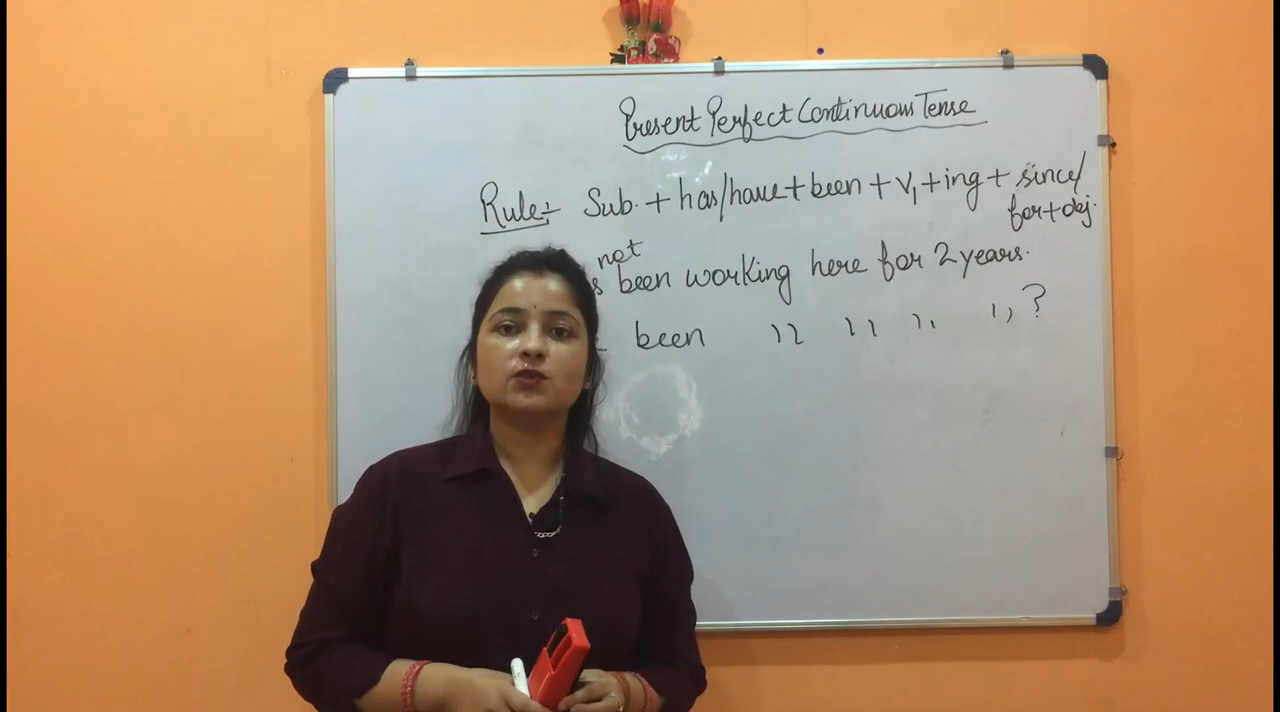 Present Perfect Continuous Tense
Rule:- Sub. + has/have + been + V₁ + ing + since/
for + obj.
not
been working here for 2 years.
been " " " " ?